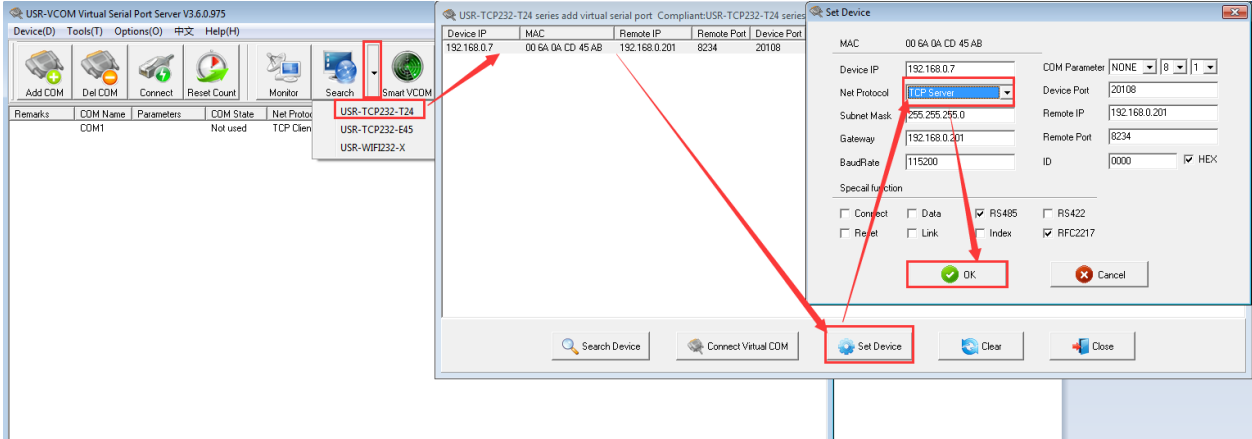 USR-VCOM Virtual Serial Port Server V3.6.0.975
Device(D) Tools(T) Options(O) 中文 Help(H)
Add COM Del COM Connect Reset Count Monitor Search Smart VCOM
USR-TCP232-T24
USR-TCP232-E45
USR-WIFI232-X
Remarks COM Name Parameters COM State Net Protoc
COM1 Not used TCP Clien
USR-TCP232-T24 series add virtual serial port Compliant:USR-TCP232-T24 series
Device IP MAC Remote IP Remote Port Device Port
192.168.0.7 00 6A 0A CD 45 AB 192.168.0.201 8234 20108
Search Device Connect Virtual COM Set Device Clear Close
Set Device
MAC 00 6A 0A CD 45 AB
Device IP 192.168.0.7 COM Parameter NONE 8 1
Net Protocol TCP Server Device Port 20108
Subnet Mask 255.255.255.0 Remote IP 192.168.0.201
Gateway 192.168.0.201 Remote Port 8234
BaudRate 115200 ID 0000 HEX
Specail function
Connect Data RS485 RS422
Reset Link Index RFC2217
OK Cancel